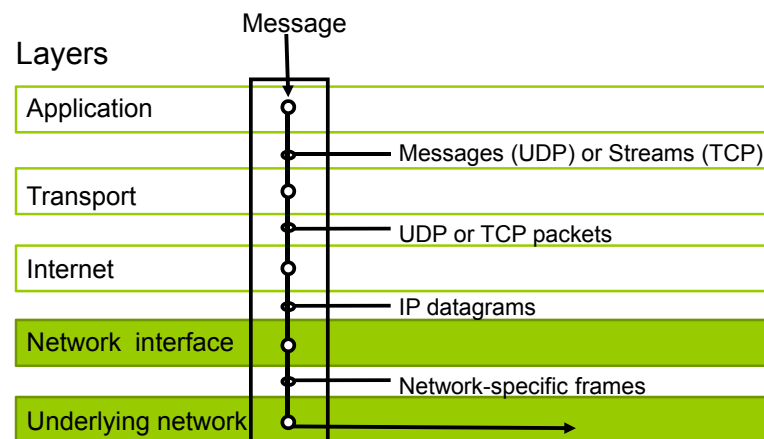 Message
Layers
Application
Messages (UDP) or Streams (TCP)
Transport
UDP or TCP packets
Internet
IP datagrams
Network interface
Network-specific frames
Underlying network